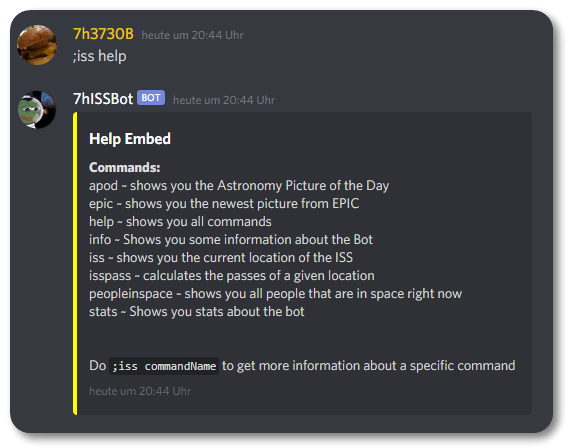 7h3730B heute um 20:44 Uhr
;iss help
7hISSBot BOT heute um 20:44 Uhr
Help Embed
Commands:
apod ~ shows you the Astronomy Picture of the Day
epic ~ shows you the newest picture from EPIC
help ~ shows you all commands
info ~ Shows you some information about the Bot
iss ~ shows you the current location of the ISS
isspass ~ calculates the passes of a given location
peopleinspace ~ shows you all people that are in space right now
stats ~ Shows you stats about the bot
Do ;iss commandName to get more information about a specific command
heute um 20:44 Uhr